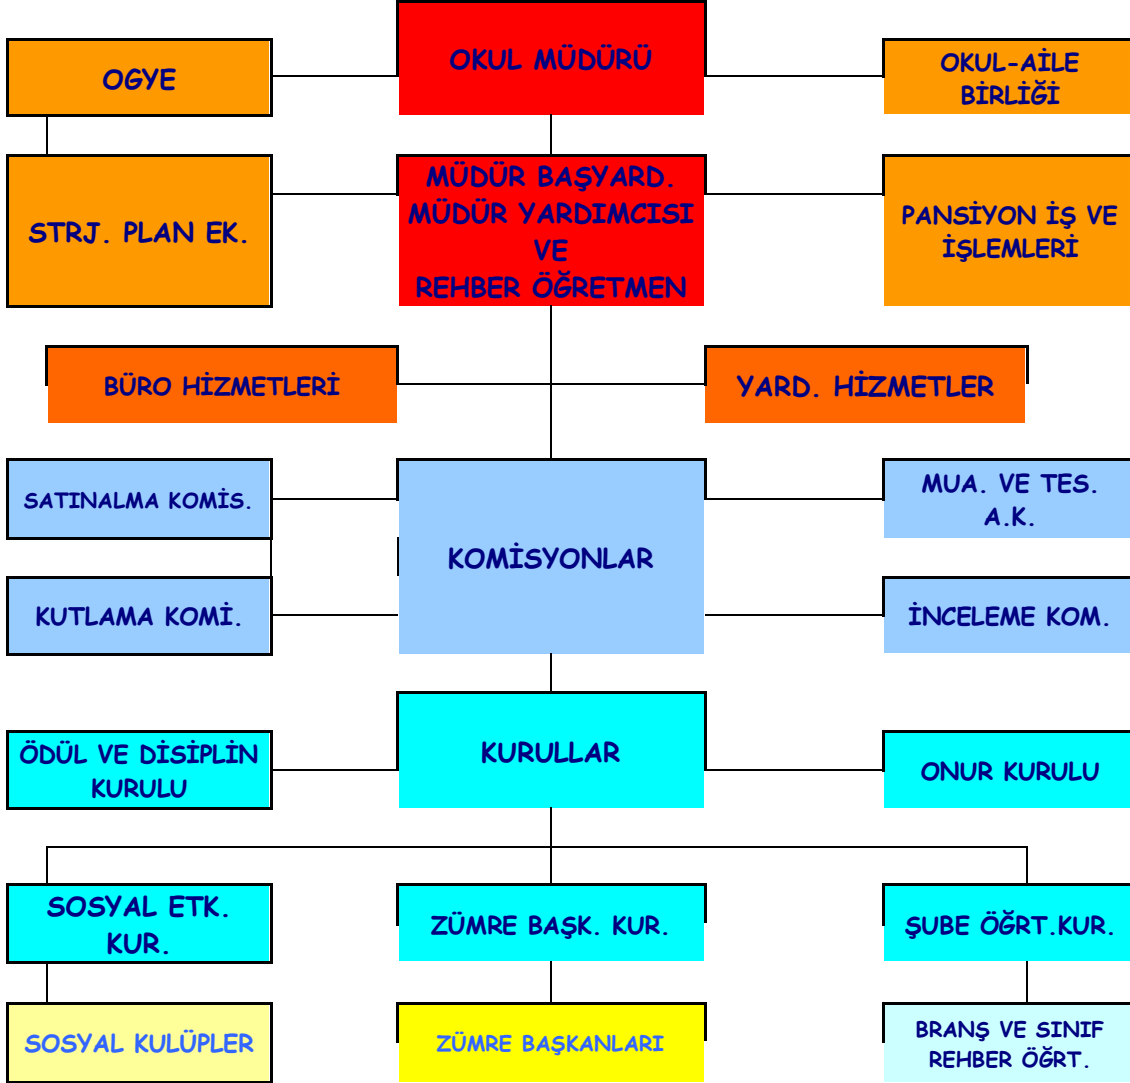 OGYE
OKUL MÜDÜRÜ
OKUL-AİLE
BİRLİĞİ
STRJ. PLAN EK.
MÜDÜR BAŞYARD.
MÜDÜR YARDIMCISI
VE
REHBER ÖĞRETMEN
PANSİYON İŞ VE
İŞLEMLERİ
BÜRO HİZMETLERİ
YARD. HİZMETLER
SATINALMA KOMİS.
KOMİSYONLAR
MUA. VE TES.
A.K.
KUTLAMA KOMİ.
İNCELEME KOM.
ÖDÜL VE DİSİPLİN
KURULU
KURULLAR
ONUR KURULU
SOSYAL ETK.
KUR.
ZÜMRE BAŞK. KUR.
ŞUBE ÖĞRT.KUR.
SOSYAL KULÜPLER
ZÜMRE BAŞKANLARI
BRANŞ VE SINIF
REHBER ÖĞRT.